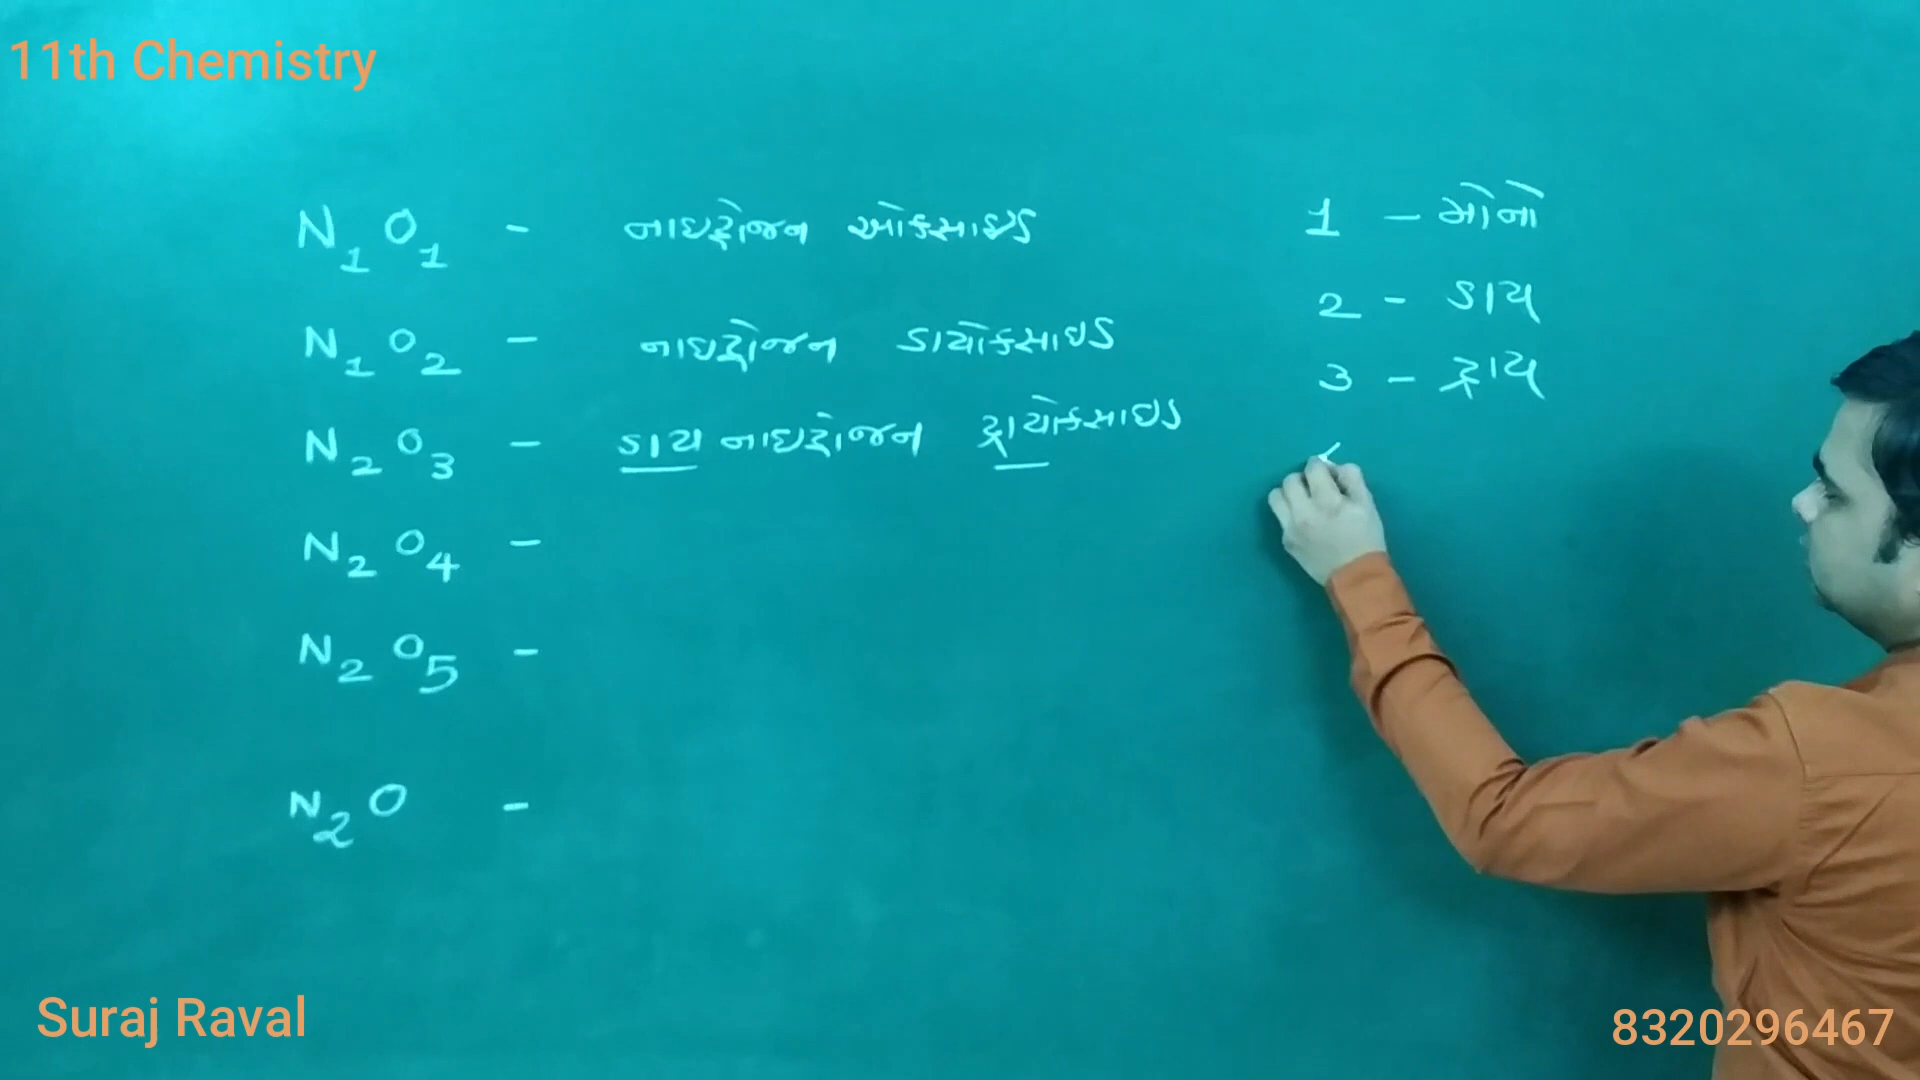 11th Chemistry
N₁O₁ - નાઇટ્રોજન ઓક્સાઇડ
N₁O₂ - નાઇટ્રોજન ડાયોક્સાઇડ
N₂O₃ - ડાય નાઇટ્રોજન ટ્રાયોક્સાઇડ
N₂O₄ -
N₂O₅ -
N₂O -
1 - મોનો
2 - ડાય
3 - ટ્રાય
Suraj Raval
8320296467